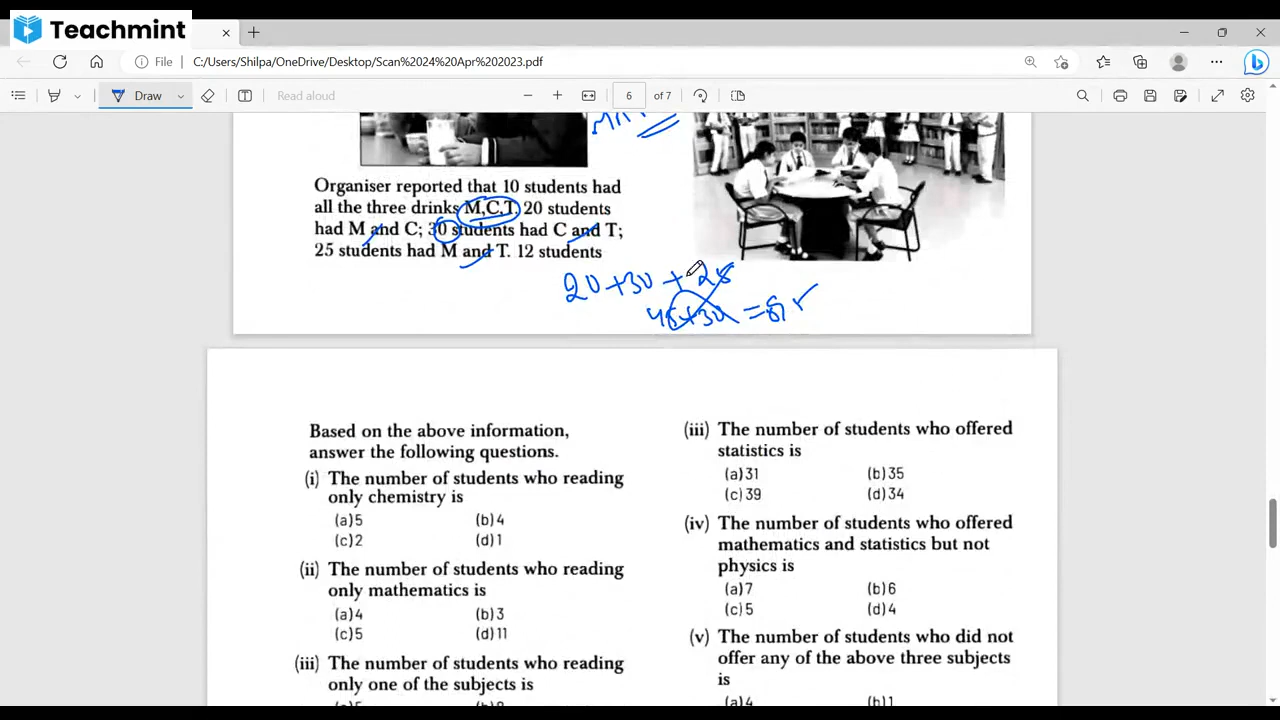 Teachmint
File
C:/Users/Shilpa/OneDrive/Desktop/Scan%2024%20Apr%202023.pdf
Draw
Read aloud
6 of 7
Organiser reported that 10 students had
all the three drinks M,C,T. 20 students
had M and C; 30 students had C and T;
25 students had M and T. 12 students
20+30+25
45+30 =
Based on the above information,
answer the following questions.
(i) The number of students who reading
only chemistry is
(a)5 (b)4
(c)2 (d)1
(ii) The number of students who reading
only mathematics is
(a)4 (b)3
(c)5 (d)11
(iii) The number of students who reading
only one of the subjects is
(iii) The number of students who offered
statistics is
(a)31 (b)35
(c)39 (d)34
(iv) The number of students who offered
mathematics and statistics but not
physics is
(a)7 (b)6
(c)5 (d)4
(v) The number of students who did not
offer any of the above three subjects
is
(a)4 (b)1